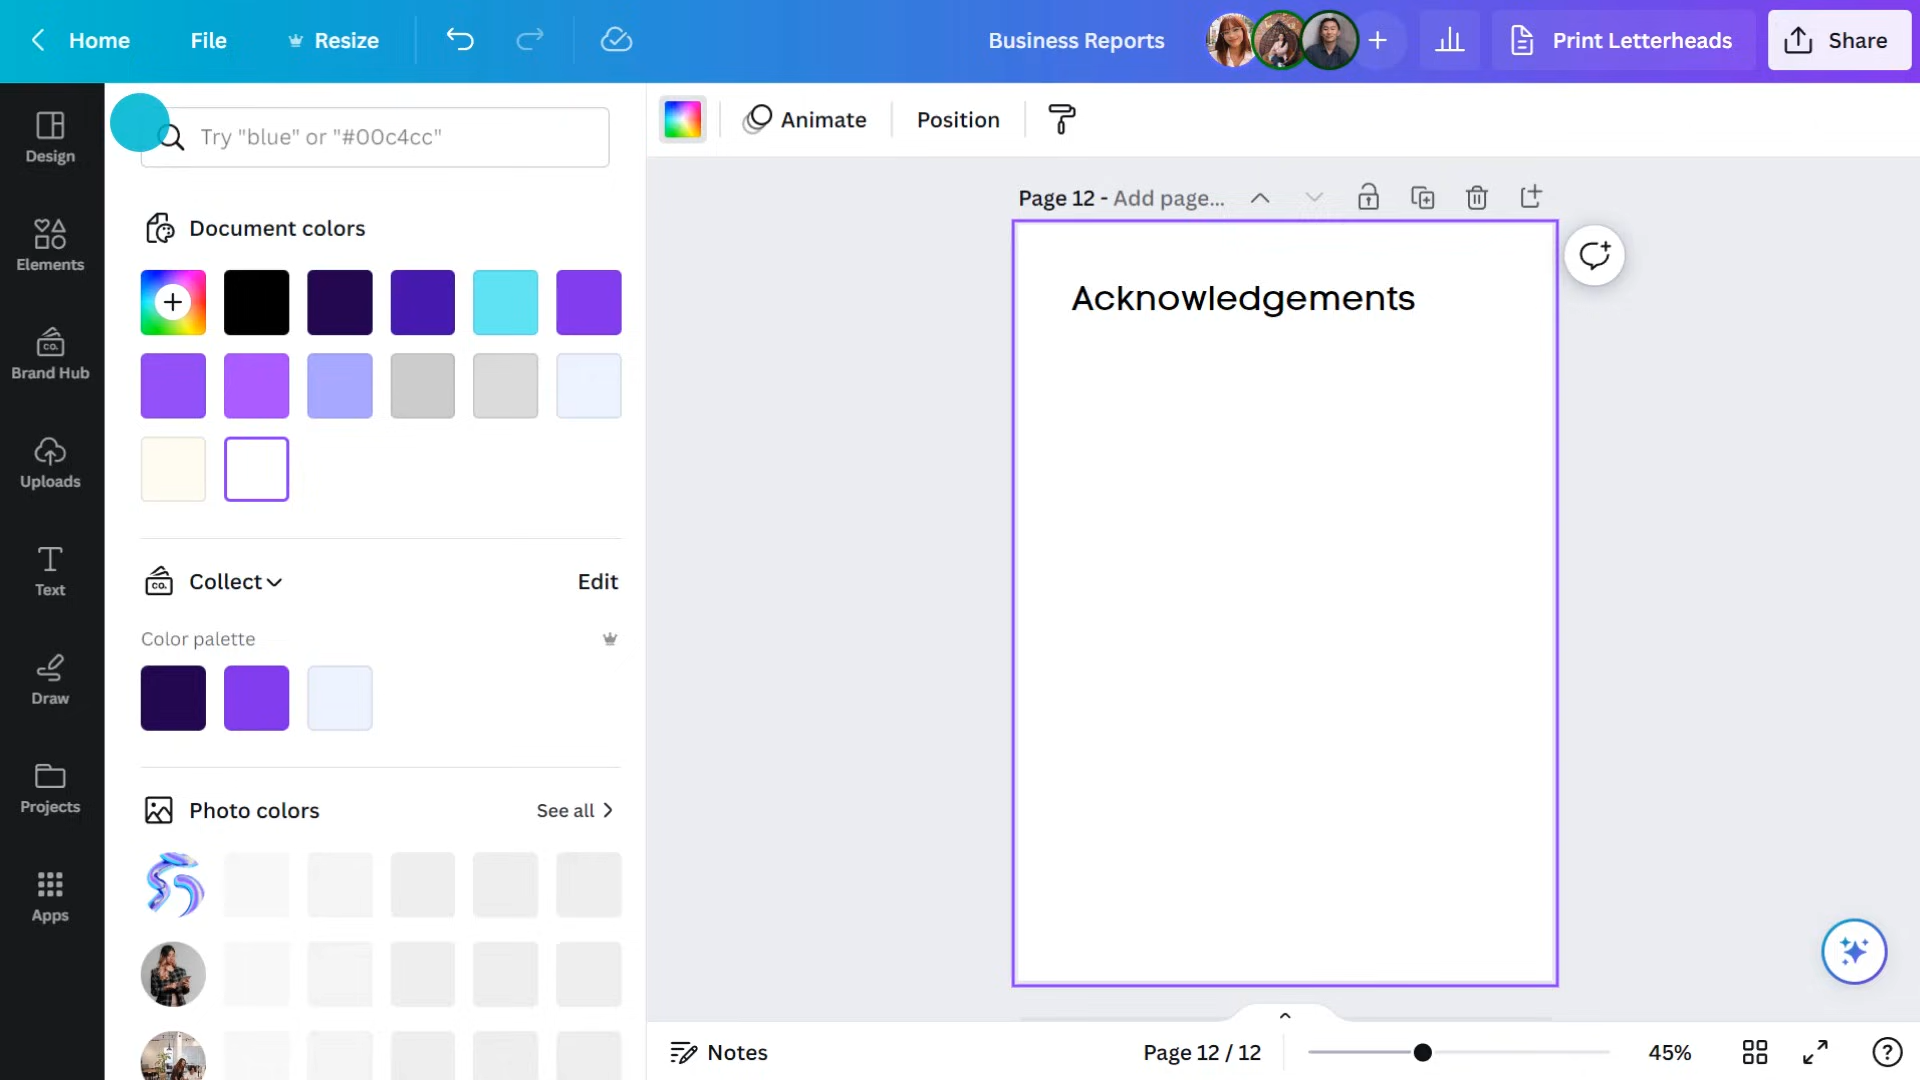 Home File Resize Business Reports Print Letterheads Share
Try "blue" or "#00c4cc"
Animate Position
Design
Page 12 - Add page...
Document colors
Elements
Acknowledgements
CO.
Brand Hub
Uploads
Text
CO.
Collect Edit
Color palette
Draw
Projects
Photo colors See all
Apps
Notes Page 12 / 12 45% ?